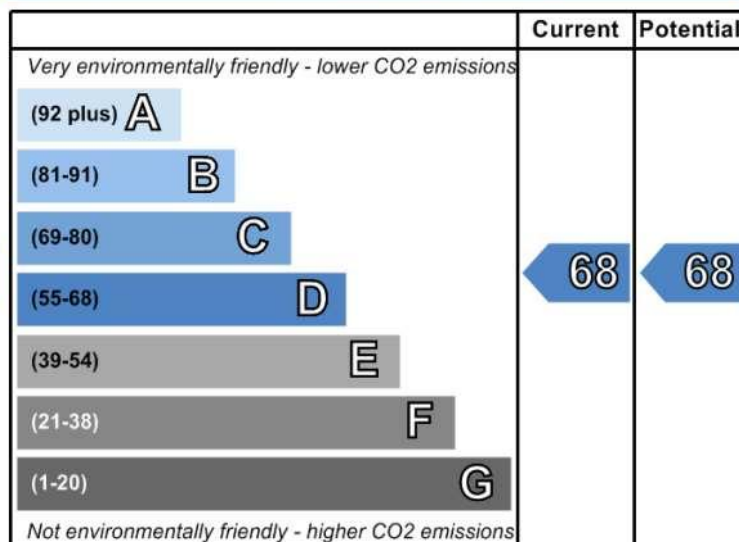 Current Potential
Very environmentally friendly - lower CO2 emissions
(92 plus) A
(81-91) B
(69-80) C
(55-68) D
68 68
(39-54) E
(21-38) F
(1-20) G
Not environmentally friendly - higher CO2 emissions